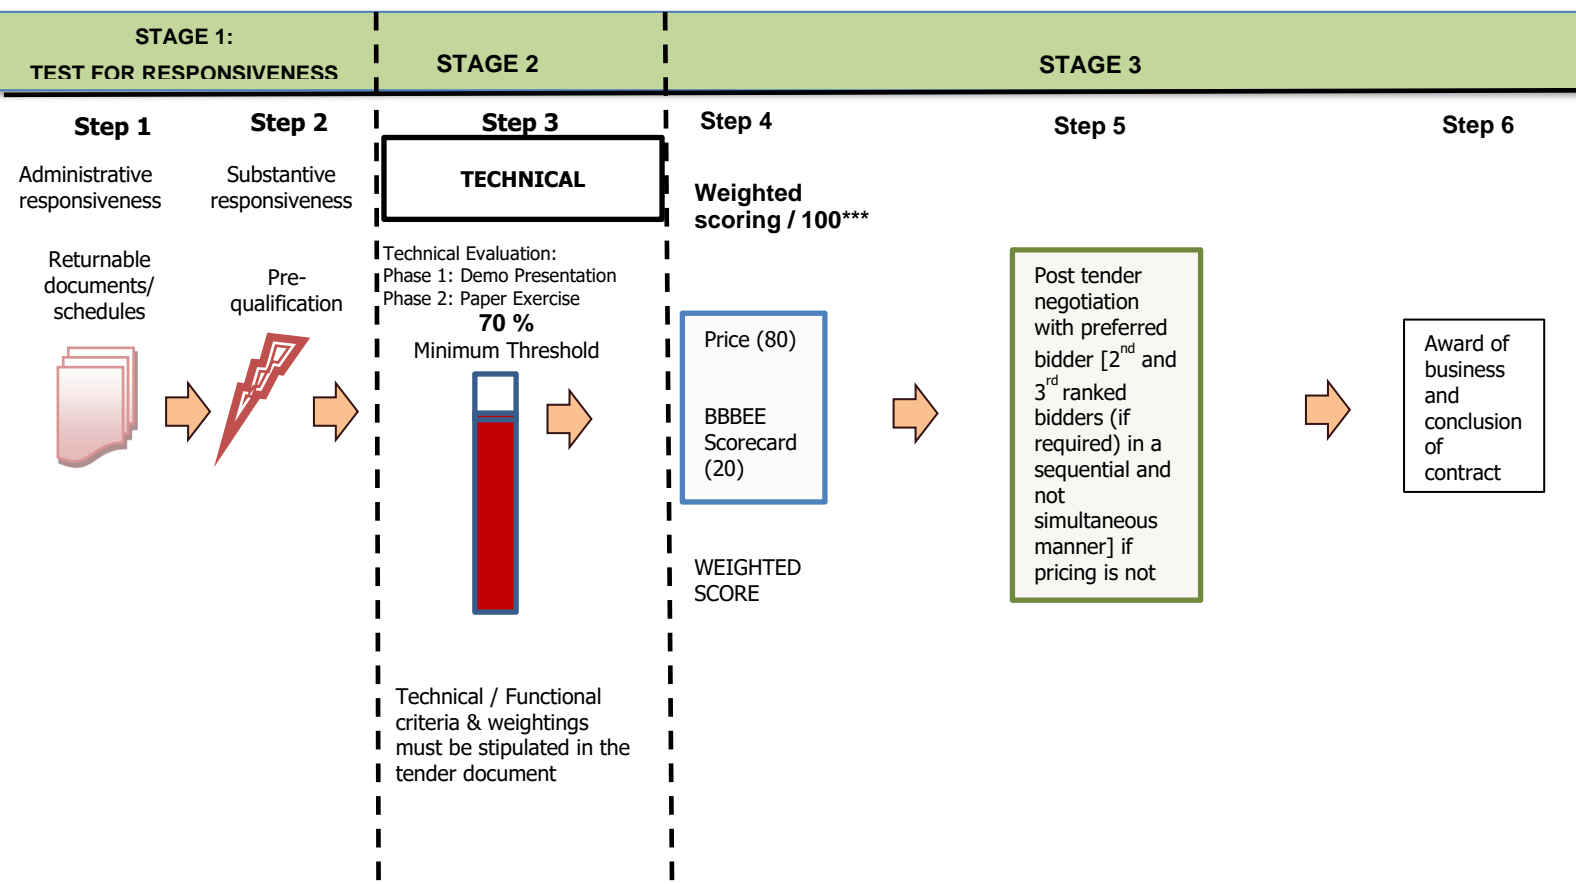 STAGE 1:
TEST FOR RESPONSIVENESS
STAGE 2
STAGE 3
Step 1
Step 2
Step 3
Step 4
Step 5
Step 6
Administrative
responsiveness
Substantive
responsiveness
TECHNICAL
Weighted
scoring / 100***
Returnable
documents/
schedules
Pre-
qualification
Technical Evaluation:
Phase 1: Demo Presentation
Phase 2: Paper Exercise
70 %
Minimum Threshold
Price (80)
BBBEE
Scorecard
(20)
WEIGHTED
SCORE
Post tender
negotiation
with preferred
bidder [2nd and
3rd ranked
bidders (if
required) in a
sequential and
not
simultaneous
manner] if
pricing is not
Award of
business
and
conclusion
of
contract
Technical / Functional
criteria & weightings
must be stipulated in the
tender document